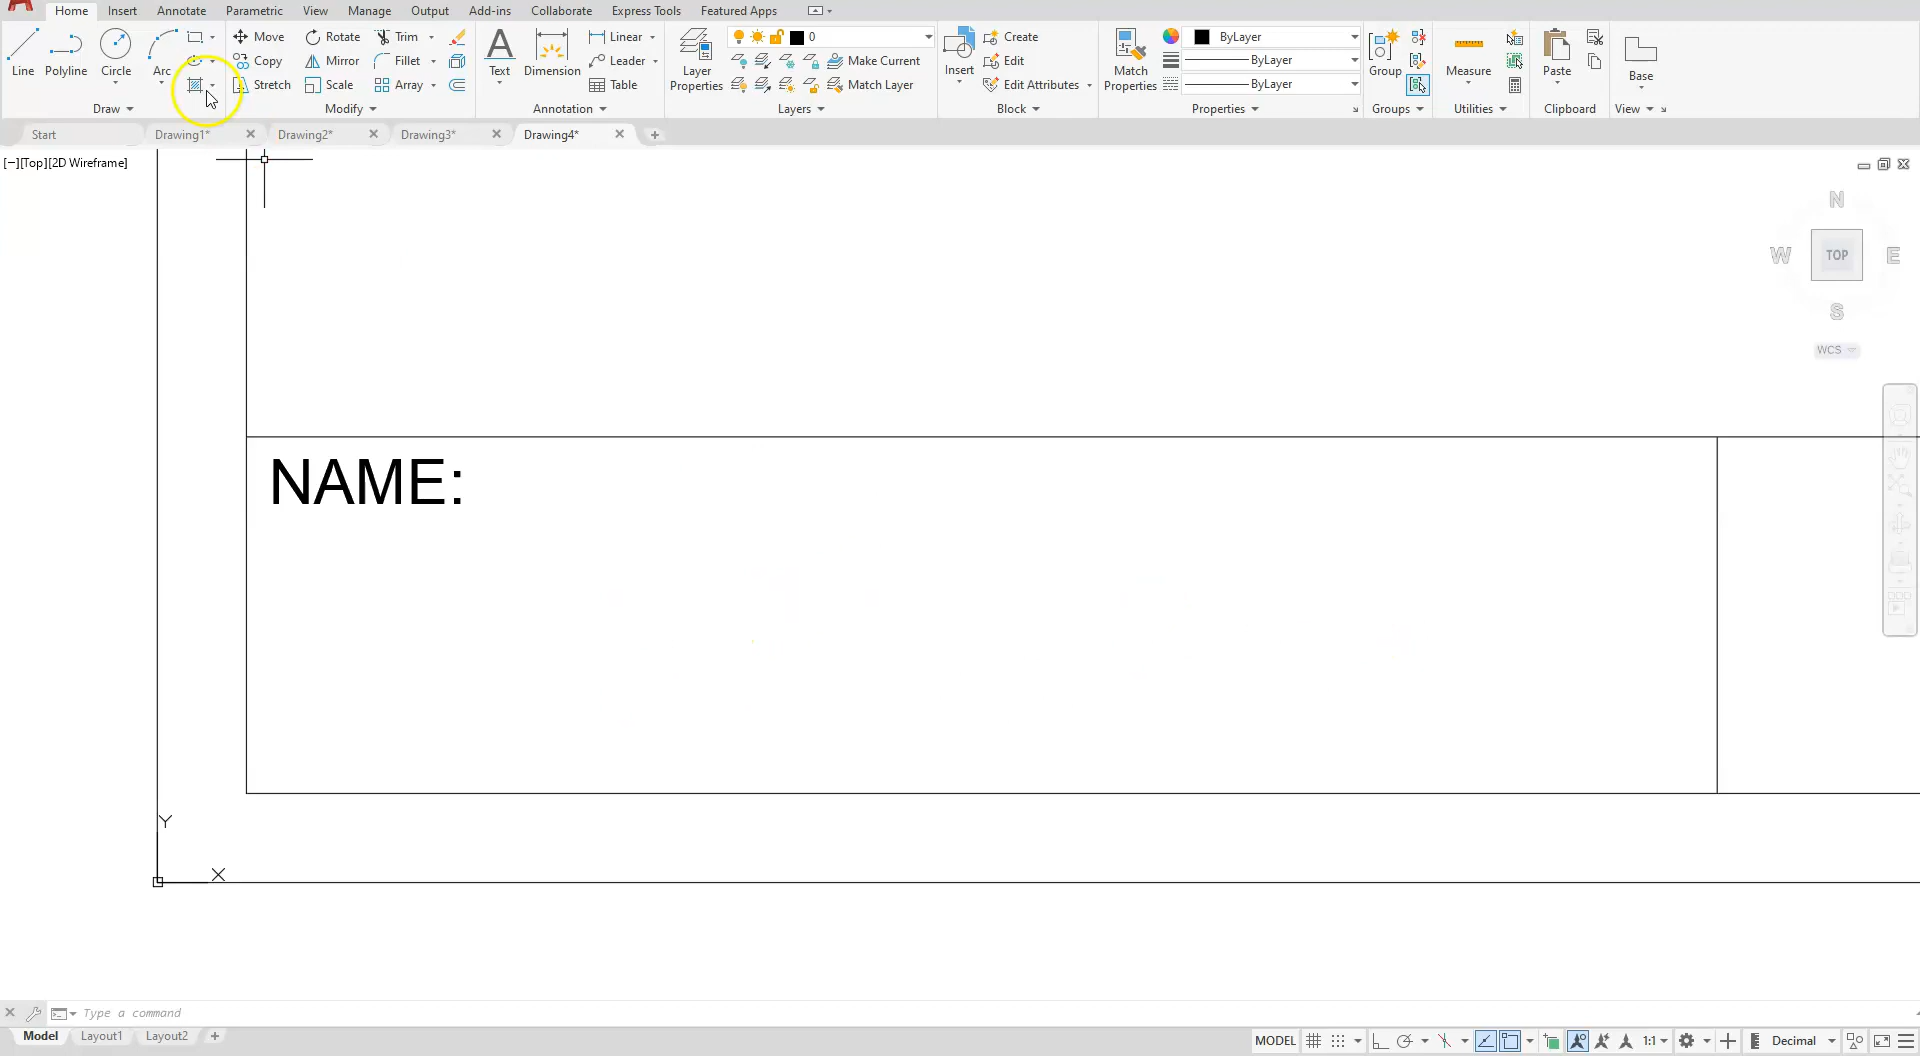 Home Insert Annotate Parametric View Manage Output Add-ins Collaborate Express Tools Featured Apps
Move Rotate Trim Linear Create 0 ByLayer
Line Polyline Circle Arc Copy Mirror Fillet Text Dimension Leader Layer Properties Make Current Insert Edit Match Properties ByLayer Group Measure Paste Base
Stretch Scale Array Table Match Layer Edit Attributes ByLayer
Draw Modify Annotation Layers Block Properties Groups Utilities Clipboard View
Start Drawing1* Drawing2* Drawing3* Drawing4*
[−][Top][2D Wireframe]
N
W TOP E
S
WCS
NAME:
Y
X
Type a command
Model Layout1 Layout2 MODEL 1:1 Decimal